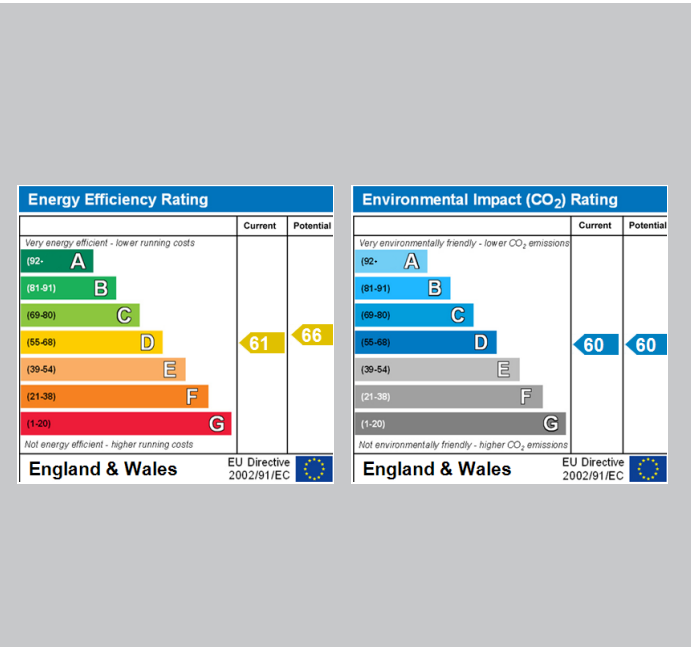 Energy Efficiency Rating
Current Potential
Very energy efficient - lower running costs
(92- A
(81-91) B
(69-80) C
(55-68) D
(39-54) E
(21-38) F
(1-20) G
61
66
Not energy efficient - higher running costs
England & Wales
EU Directive
2002/91/EC
Environmental Impact (CO2) Rating
Current Potential
Very environmentally friendly - lower CO2 emissions
(92- A
(81-91) B
(69-80) C
(55-68) D
(39-54) E
(21-38) F
(1-20) G
60
60
Not environmentally friendly - higher CO2 emissions
England & Wales
EU Directive
2002/91/EC